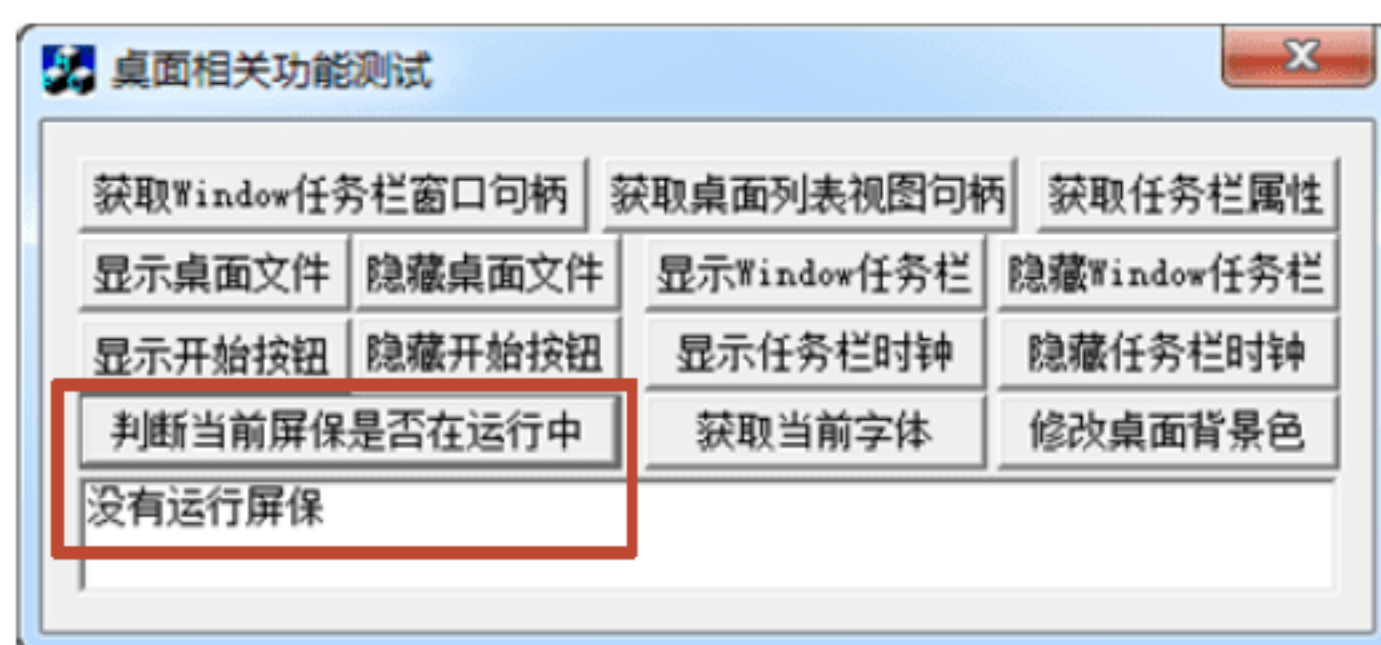 桌面相关功能测试
获取Window任务栏窗口句柄 获取桌面列表视图句柄 获取任务栏属性
显示桌面文件 隐藏桌面文件 显示Window任务栏 隐藏Window任务栏
显示开始按钮 隐藏开始按钮 显示任务栏时钟 隐藏任务栏时钟
判断当前屏保是否在运行中 获取当前字体 修改桌面背景色
没有运行屏保